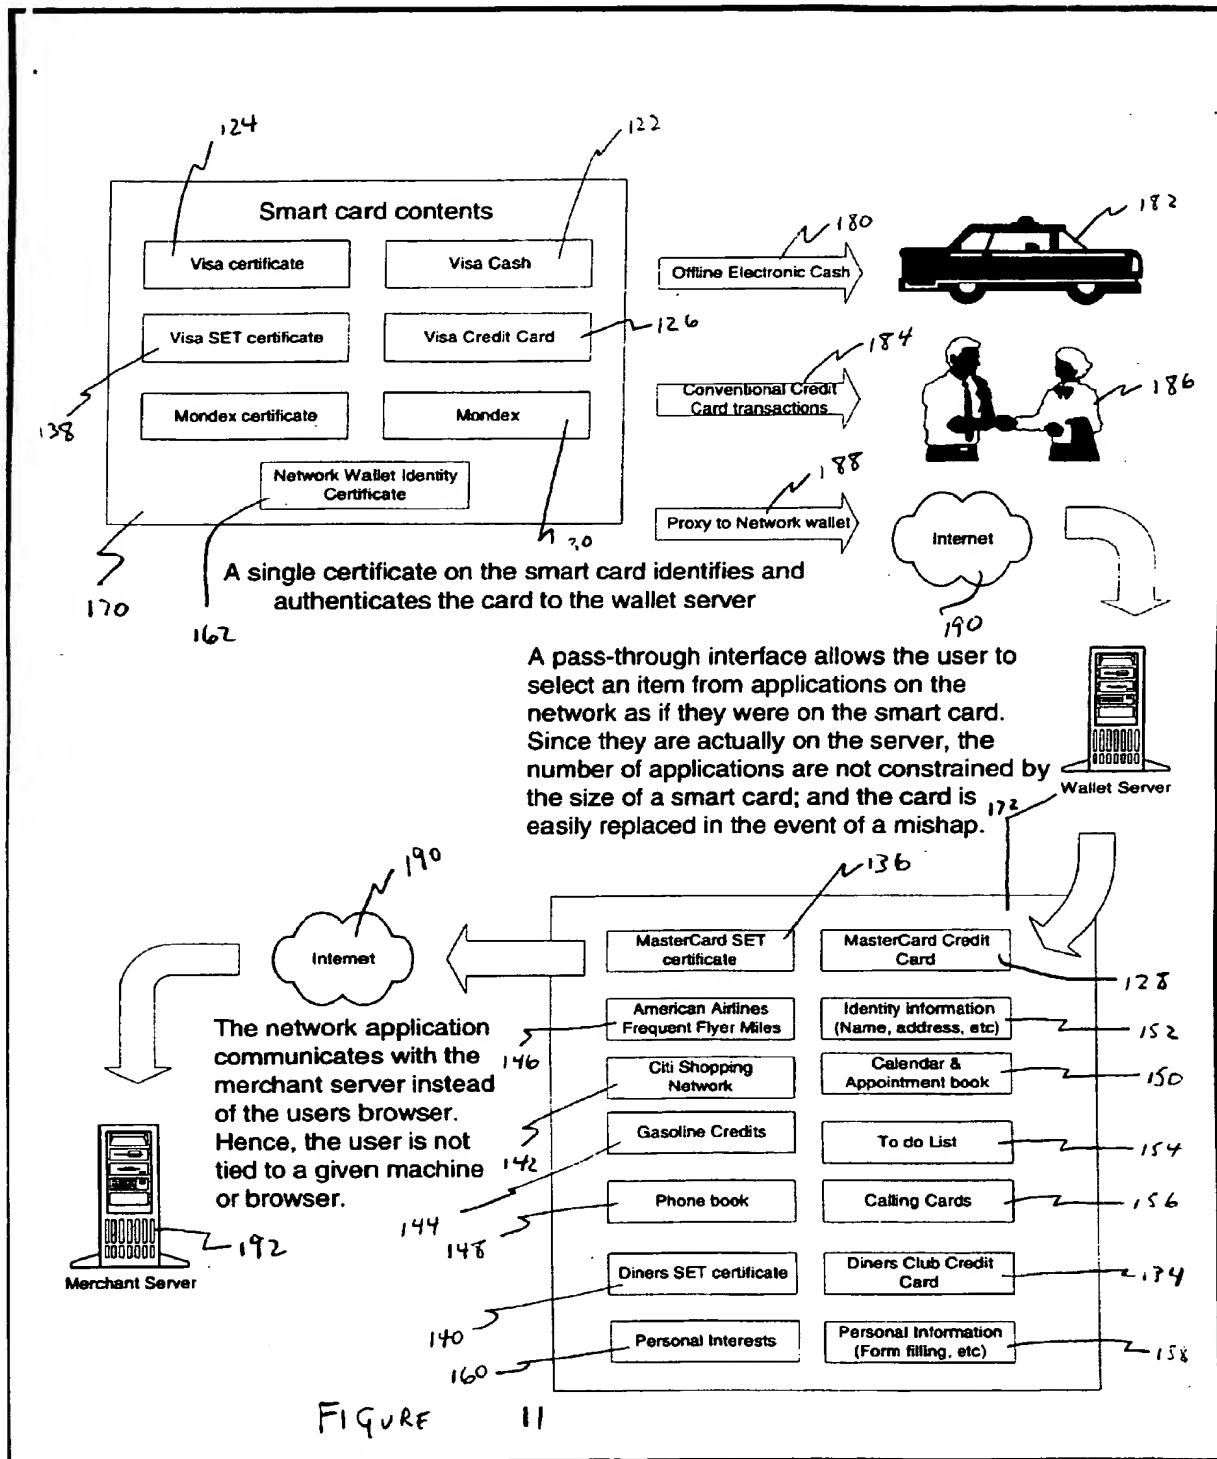 124
122
Smart card contents
Visa certificate
Visa Cash
180
Offline Electronic Cash
182
Visa SET certificate
Visa Credit Card
126
138
184
Conventional Credit
Card transactions
186
Mondex certificate
Mondex
Network Wallet Identity
Certificate
188
Proxy to Network wallet
Internet
170
162
190
A single certificate on the smart card identifies and
authenticates the card to the wallet server
A pass-through interface allows the user to
select an item from applications on the
network as if they were on the smart card.
Since they are actually on the server, the
number of applications are not constrained by
the size of a smart card; and the card is
easily replaced in the event of a mishap.
172
Wallet Server
190
Internet
136
MasterCard SET
certificate
MasterCard Credit
Card
128
American Airlines
Frequent Flyer Miles
146
Identity information
(Name, address, etc)
152
Citi Shopping
Network
142
Calendar &
Appointment book
150
Gasoline Credits
144
To do List
154
Phone book
148
Calling Cards
156
Diners SET certificate
140
Diners Club Credit
Card
134
Personal Interests
160
Personal Information
(Form filling, etc)
158
The network application
communicates with the
merchant server instead
of the users browser.
Hence, the user is not
tied to a given machine
or browser.
192
Merchant Server
FIGURE 11